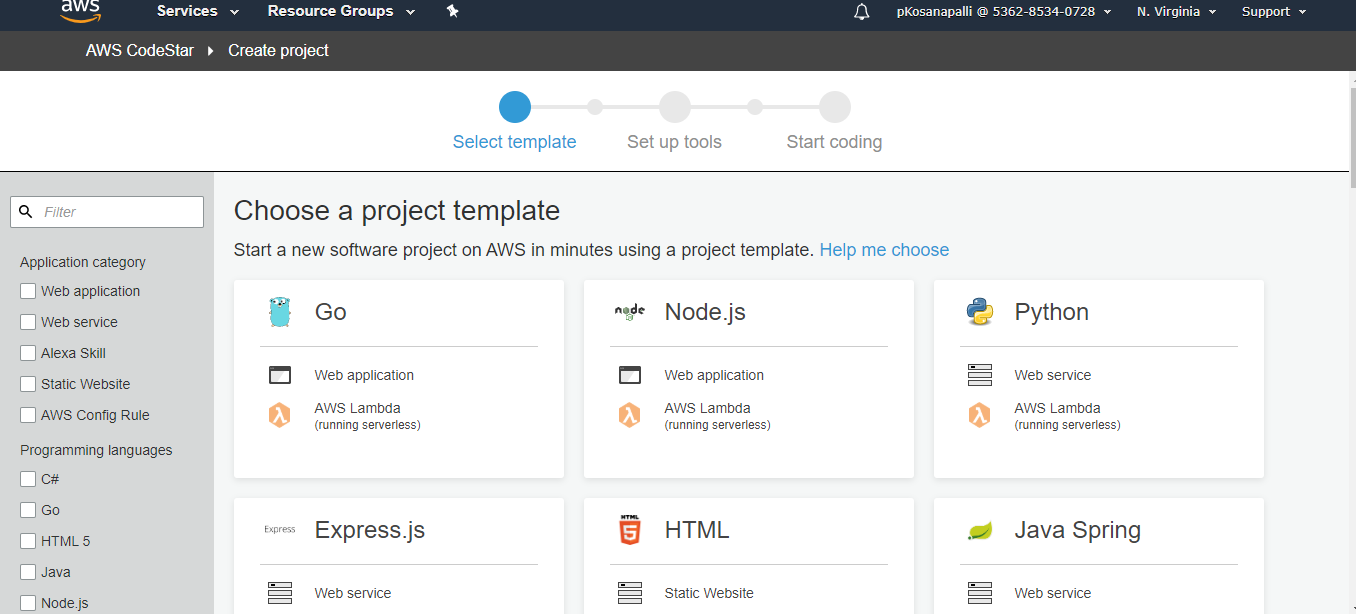 aws Services Resource Groups pKosanapalli @ 5362-8534-0728 N. Virginia Support
AWS CodeStar Create project
Select template Set up tools Start coding
Filter
Application category
Web application
Web service
Alexa Skill
Static Website
AWS Config Rule
Programming languages
C#
Go
HTML 5
Java
Node.js
Choose a project template
Start a new software project on AWS in minutes using a project template. Help me choose
Go
Web application
AWS Lambda
(running serverless)
node Node.js
Web application
AWS Lambda
(running serverless)
Python
Web service
AWS Lambda
(running serverless)
Express Express.js
Web service
HTML 5 HTML
Static Website
Java Spring
Web service